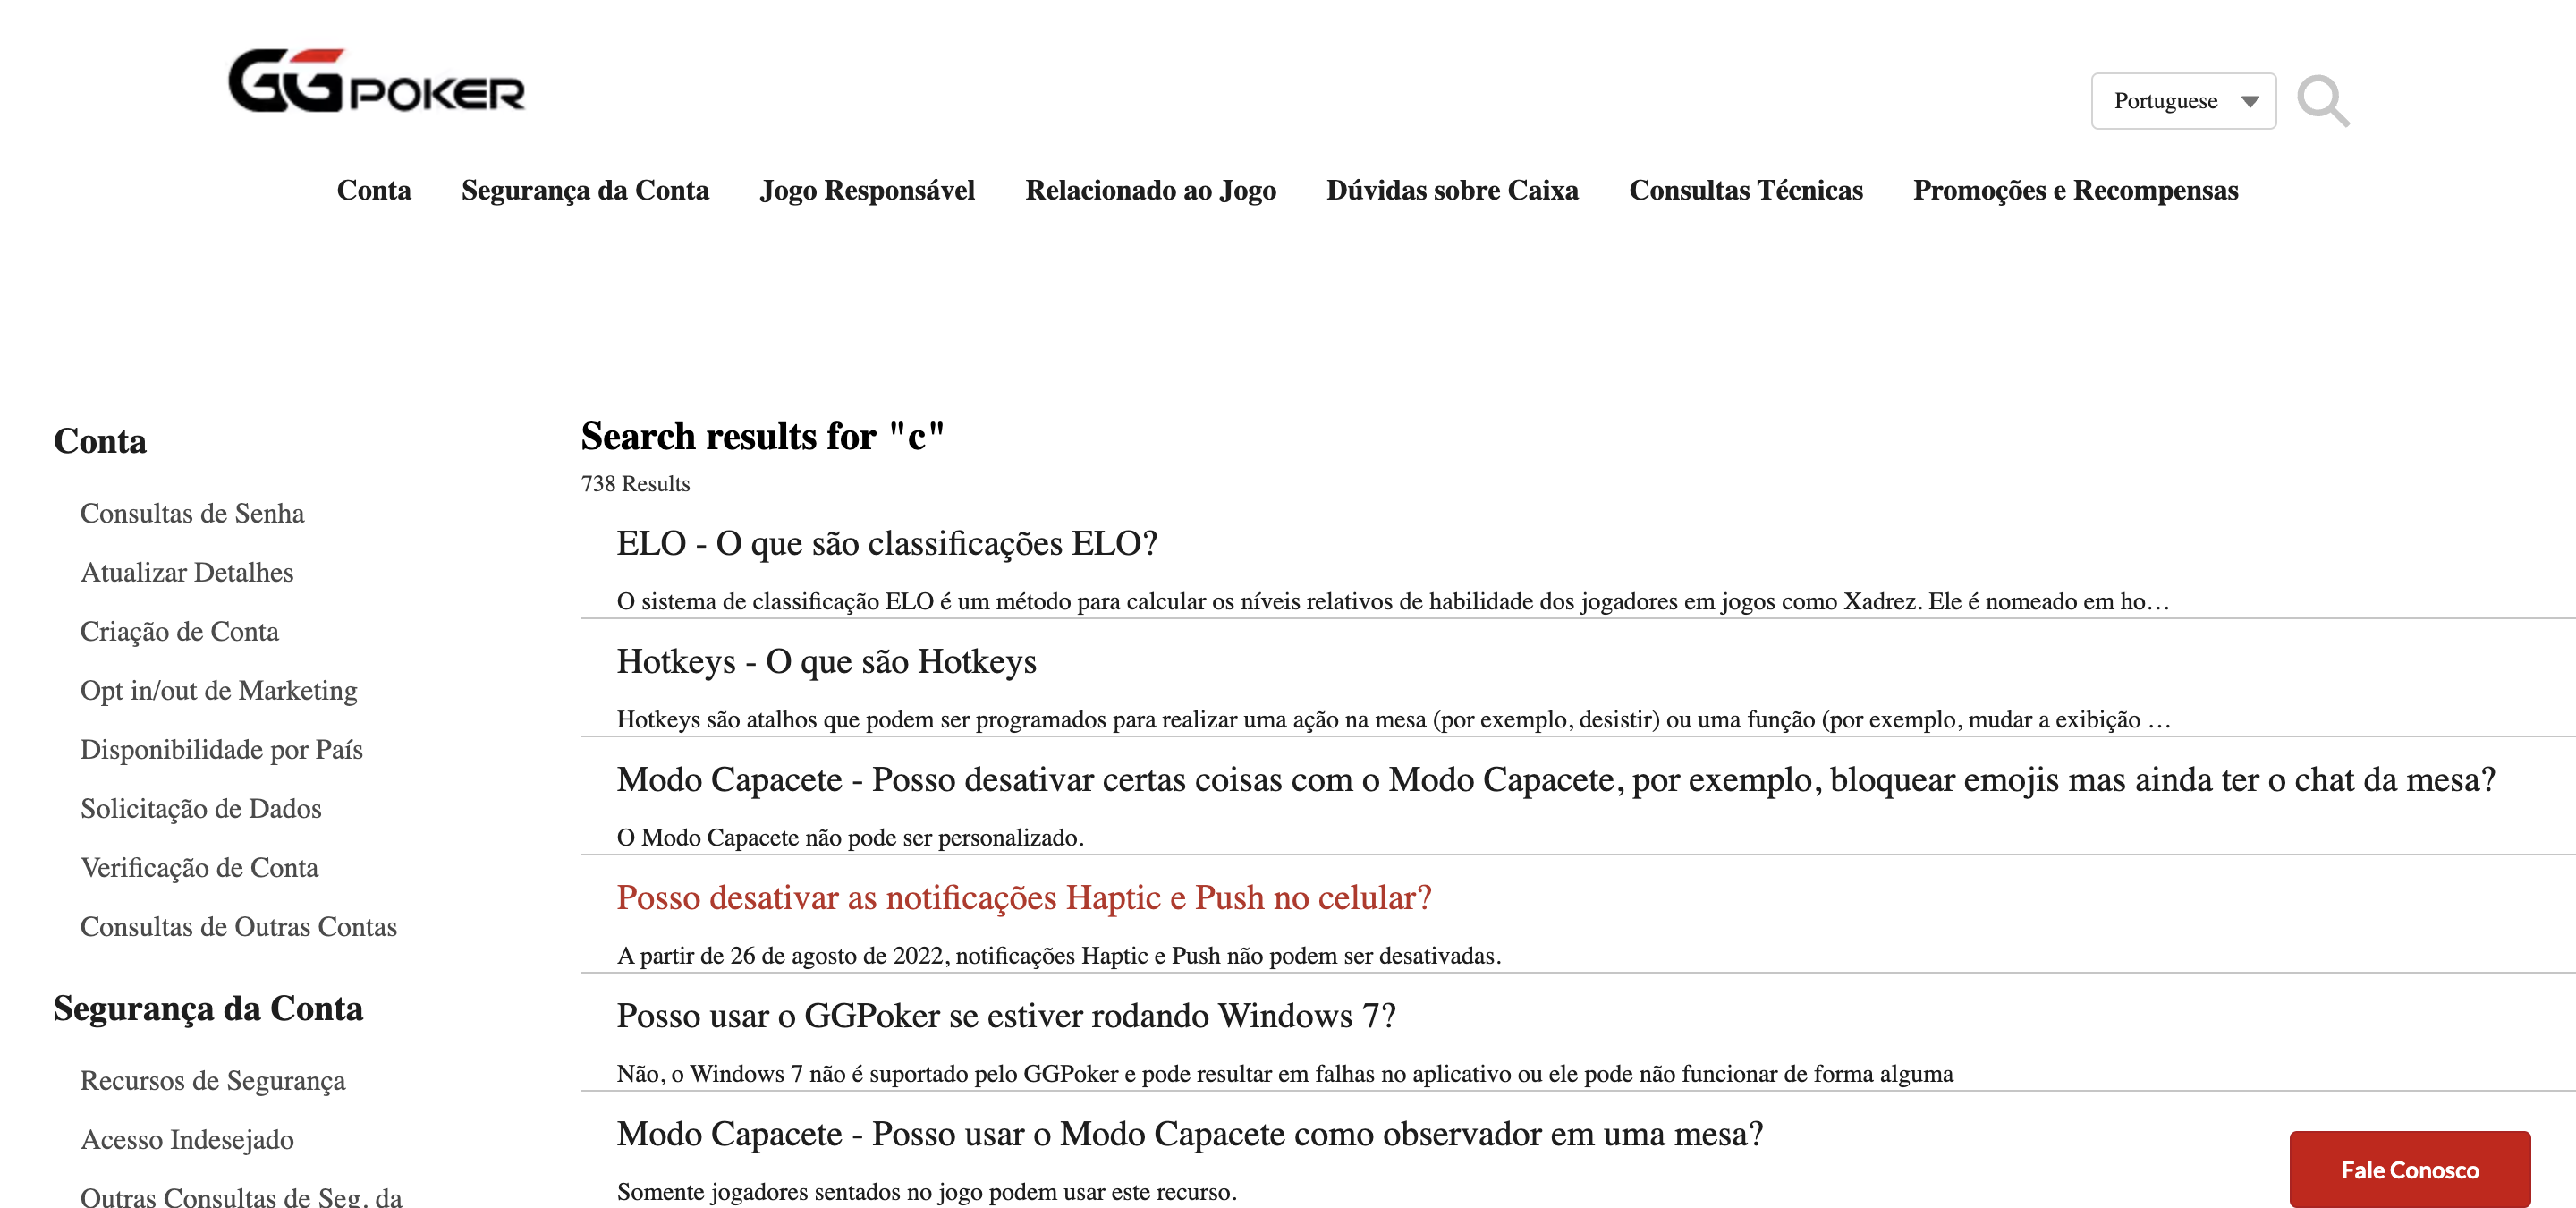 GGPOKER
Portuguese
Conta Segurança da Conta Jogo Responsável Relacionado ao Jogo Dúvidas sobre Caixa Consultas Técnicas Promoções e Recompensas
Conta
Consultas de Senha
Atualizar Detalhes
Criação de Conta
Opt in/out de Marketing
Disponibilidade por País
Solicitação de Dados
Verificação de Conta
Consultas de Outras Contas
Segurança da Conta
Recursos de Segurança
Acesso Indesejado
Outras Consultas de Seg. da
Search results for "c"
738 Results
ELO - O que são classificações ELO?
O sistema de classificação ELO é um método para calcular os níveis relativos de habilidade dos jogadores em jogos como Xadrez. Ele é nomeado em ho…
Hotkeys - O que são Hotkeys
Hotkeys são atalhos que podem ser programados para realizar uma ação na mesa (por exemplo, desistir) ou uma função (por exemplo, mudar a exibição …
Modo Capacete - Posso desativar certas coisas com o Modo Capacete, por exemplo, bloquear emojis mas ainda ter o chat da mesa?
O Modo Capacete não pode ser personalizado.
Posso desativar as notificações Haptic e Push no celular?
A partir de 26 de agosto de 2022, notificações Haptic e Push não podem ser desativadas.
Posso usar o GGPoker se estiver rodando Windows 7?
Não, o Windows 7 não é suportado pelo GGPoker e pode resultar em falhas no aplicativo ou ele pode não funcionar de forma alguma
Modo Capacete - Posso usar o Modo Capacete como observador em uma mesa?
Somente jogadores sentados no jogo podem usar este recurso.
Fale Conosco